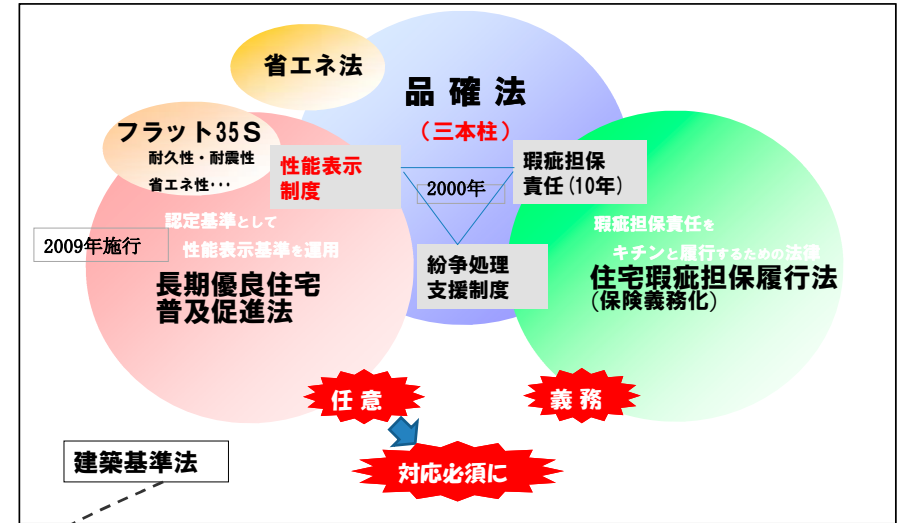 省エネ法
品確法
(三本柱)
フラット35S
耐久性・耐震性
省エネ性･･･
性能表示
制度
2000年
瑕疵担保
責任(10年)
認定基準として
性能表示基準を運用
2009年施行
長期優良住宅
普及促進法
紛争処理
支援制度
瑕疵担保責任を
キチンと履行するための法律
住宅瑕疵担保履行法
(保険義務化)
任意
義務
対応必須に
建築基準法